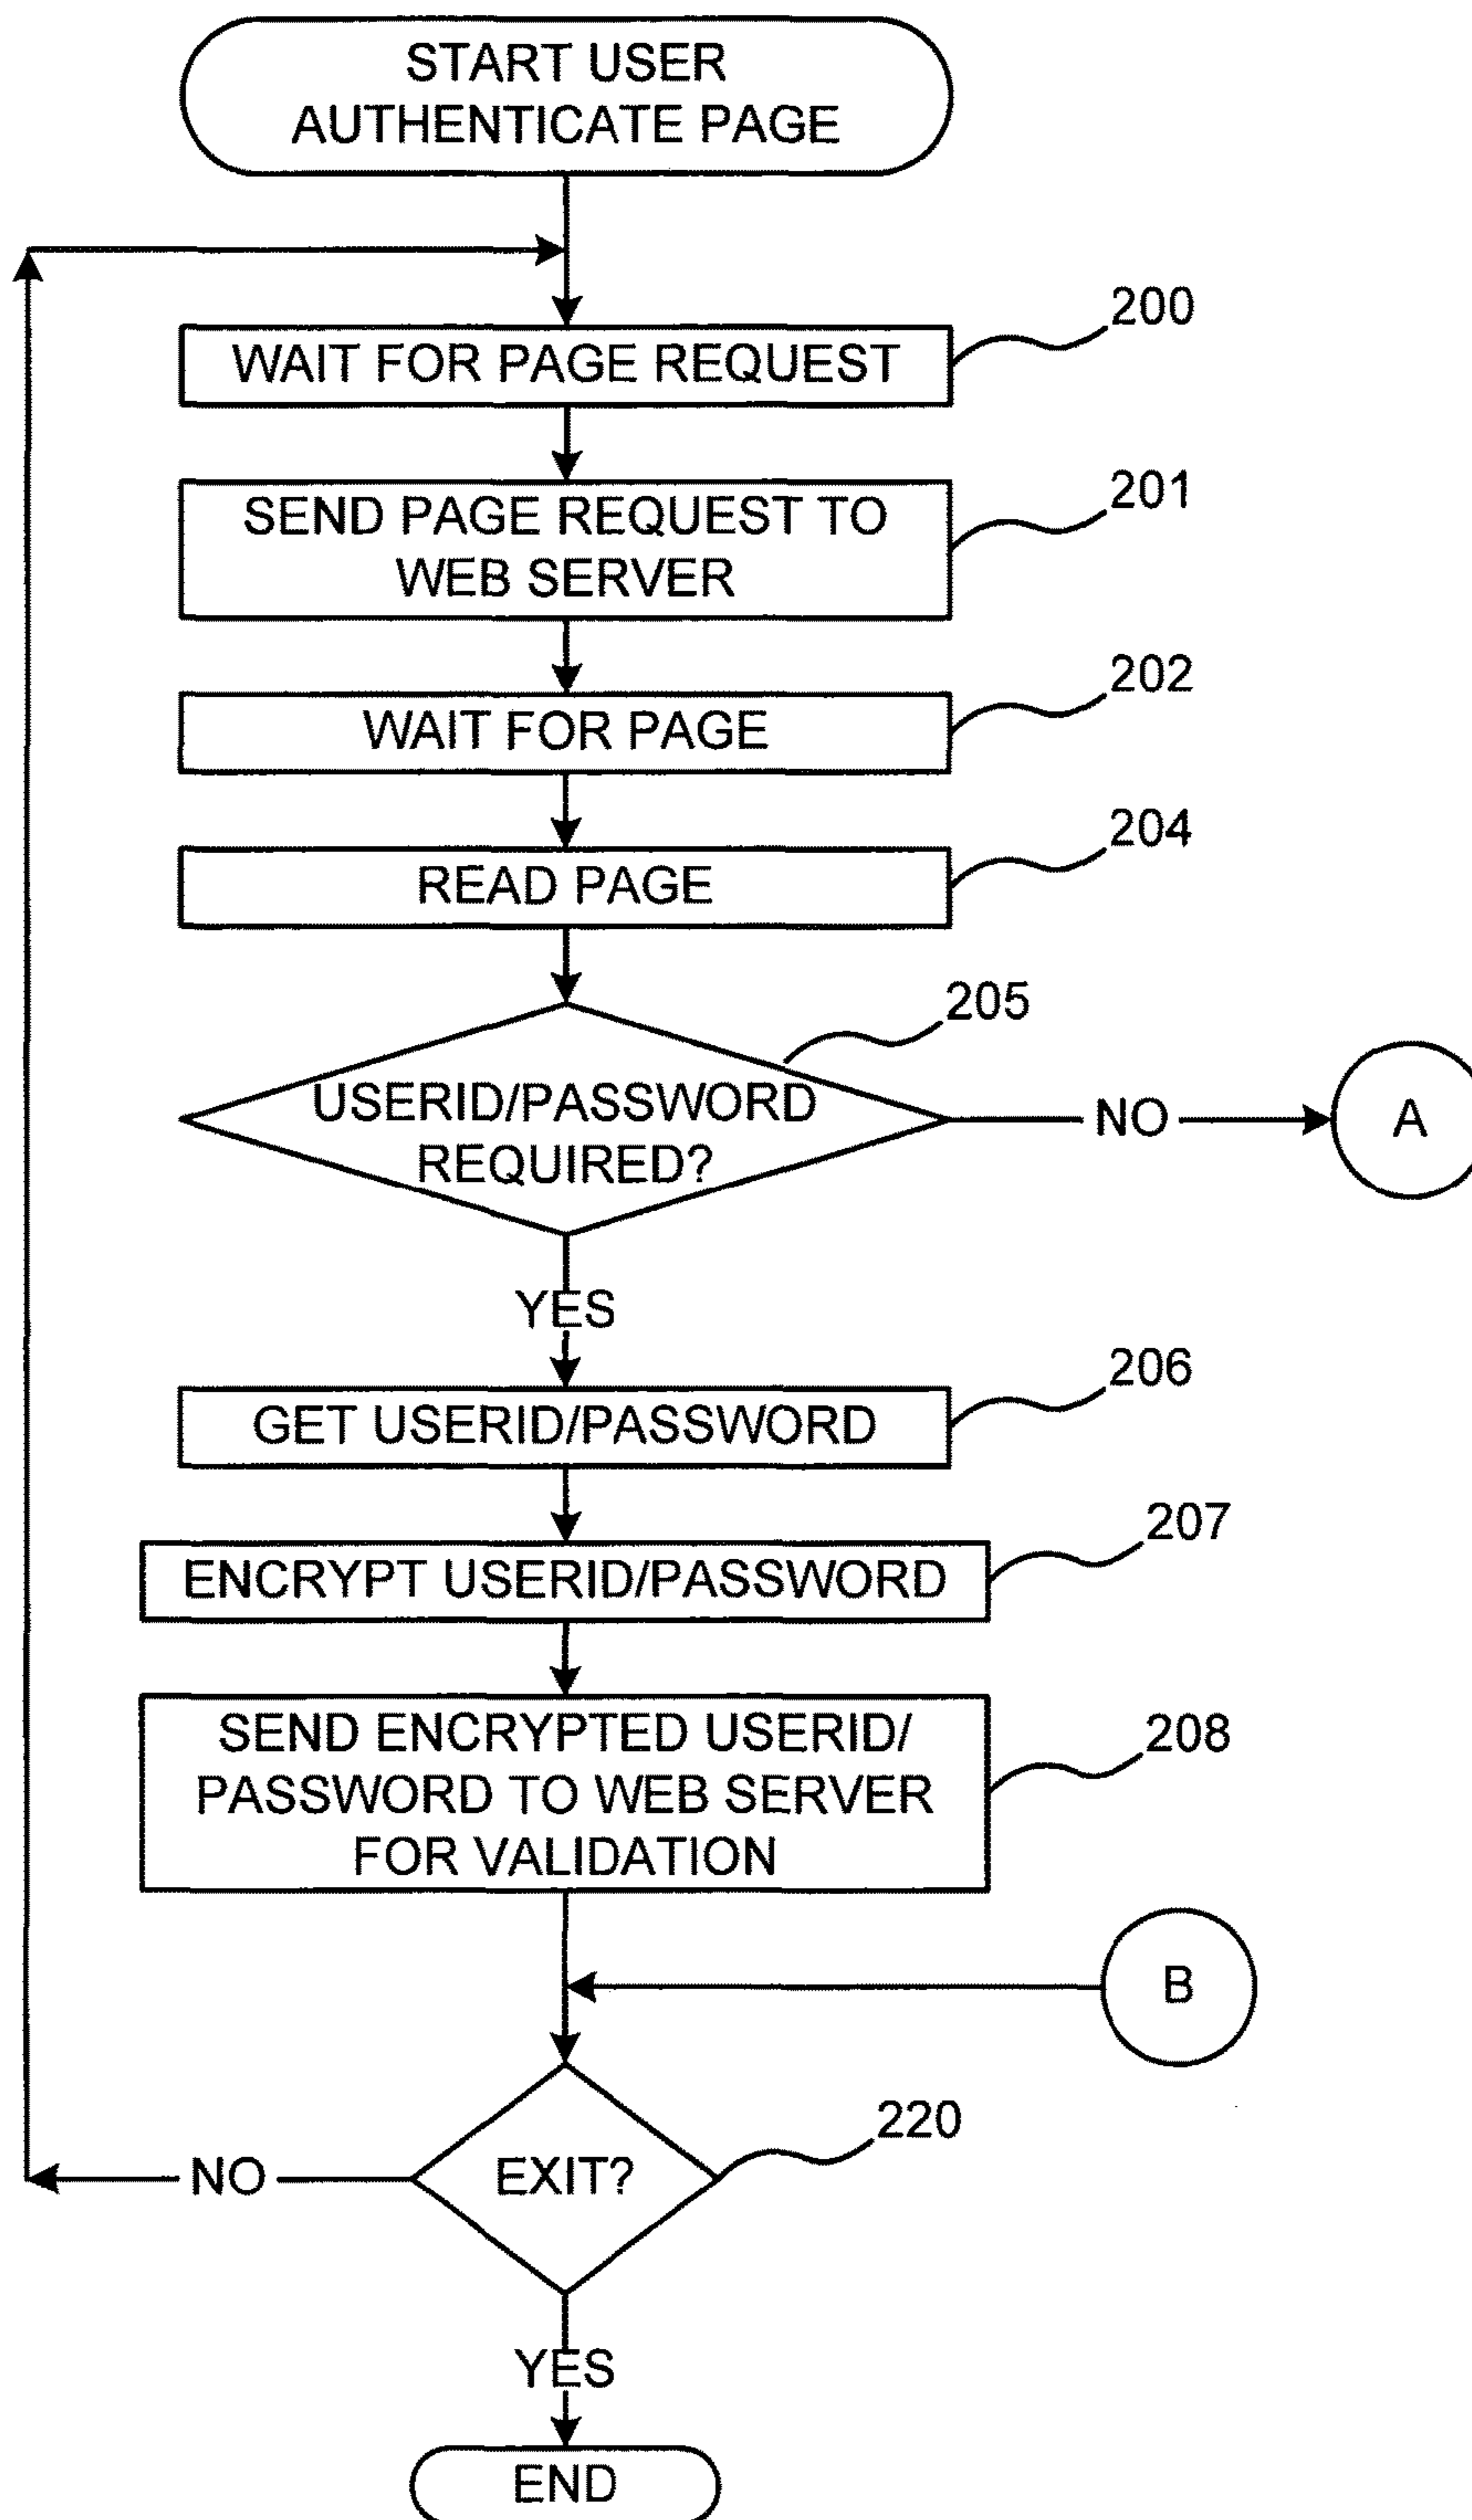 START USER
AUTHENTICATE PAGE
200
WAIT FOR PAGE REQUEST
201
SEND PAGE REQUEST TO
WEB SERVER
202
WAIT FOR PAGE
204
READ PAGE
205
USERID/PASSWORD
REQUIRED?
NO
A
YES
206
GET USERID/PASSWORD
207
ENCRYPT USERID/PASSWORD
208
SEND ENCRYPTED USERID/
PASSWORD TO WEB SERVER
FOR VALIDATION
B
220
EXIT?
NO
YES
END